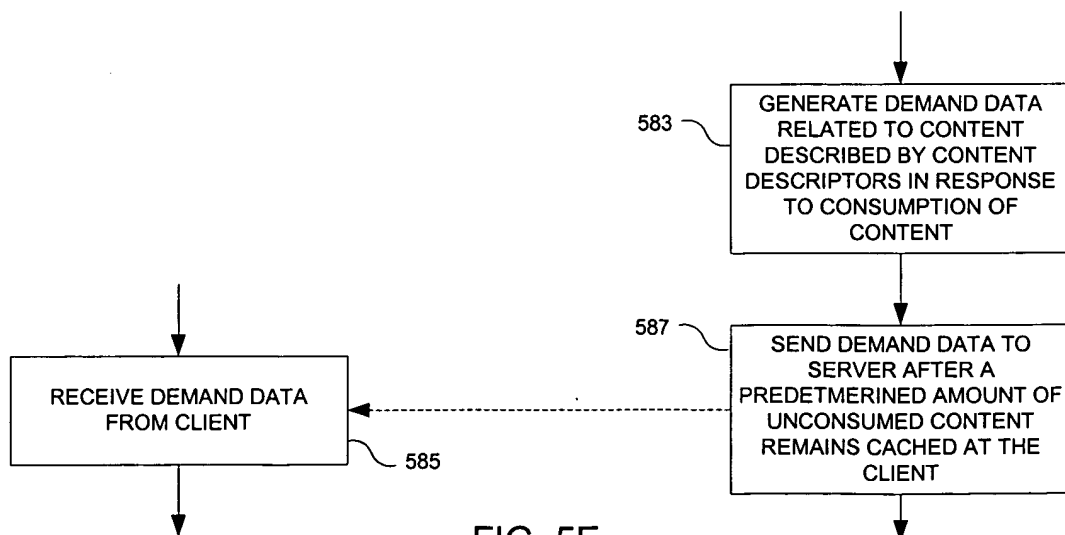 583
GENERATE DEMAND DATA
RELATED TO CONTENT
DESCRIBED BY CONTENT
DESCRIPTORS IN RESPONSE
TO CONSUMPTION OF
CONTENT
587
SEND DEMAND DATA TO
SERVER AFTER A
PREDETMERINED AMOUNT OF
UNCONSUMED CONTENT
REMAINS CACHED AT THE
CLIENT
RECEIVE DEMAND DATA
FROM CLIENT
585